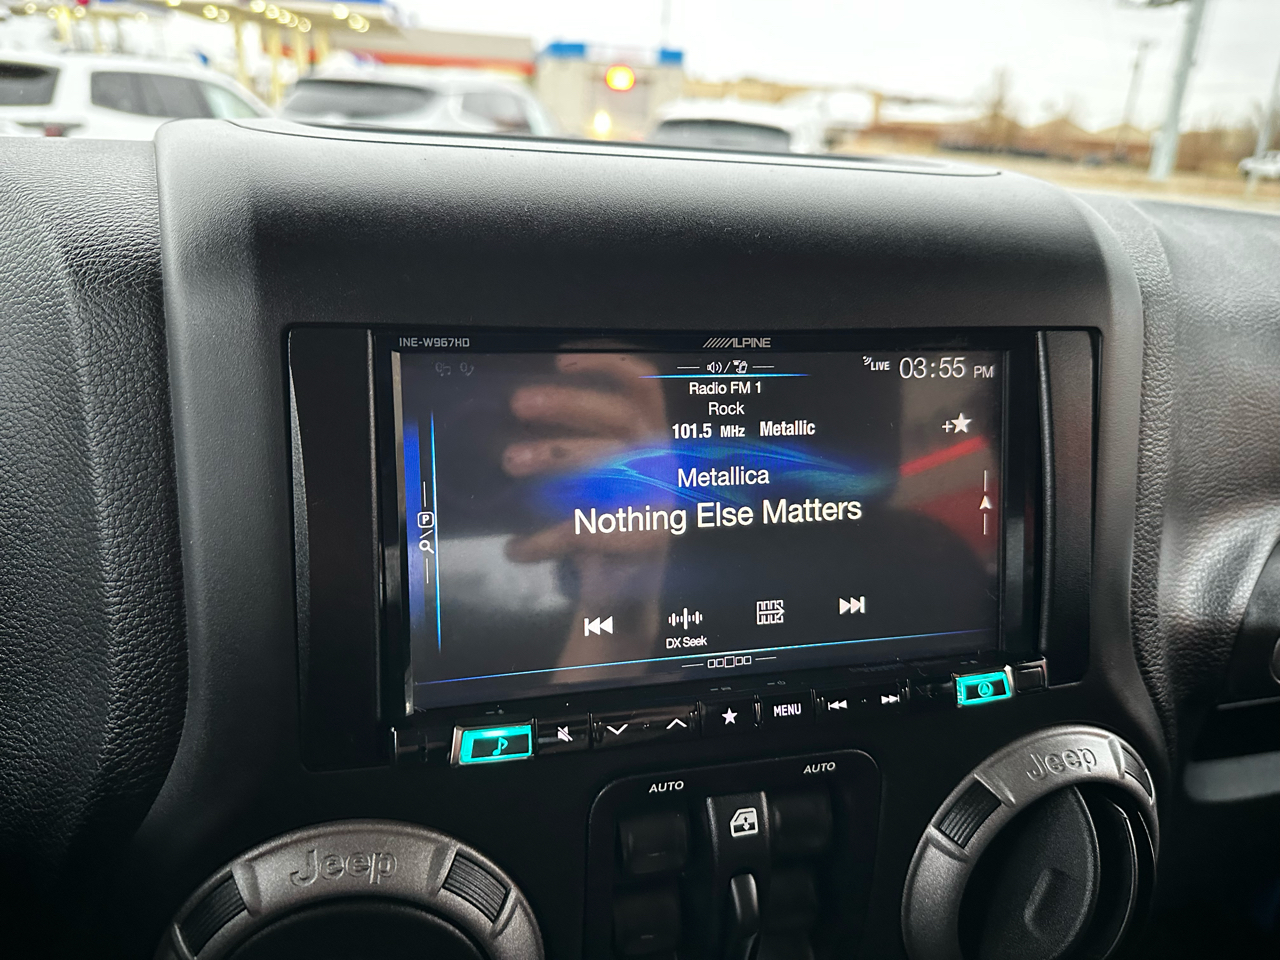 INE-W967HD
ALPINE
LIVE 03:55 PM
Radio FM 1
Rock
101.5 MHz Metallic
Metallica
Nothing Else Matters
P
DX Seek
MENU
AUTO
AUTO
Jeep
Jeep